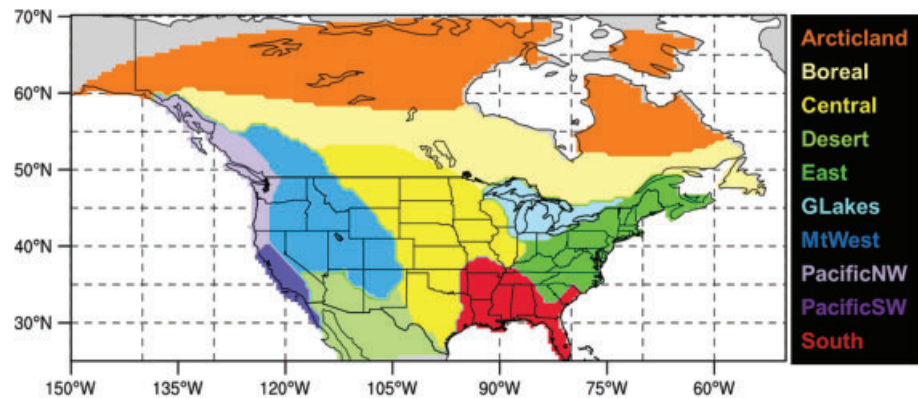 70°N
60°N
50°N
40°N
30°N
150°W 135°W 120°W 105°W 90°W 75°W 60°W
Arcticland
Boreal
Central
Desert
East
GLakes
MtWest
PacificNW
PacificSW
South